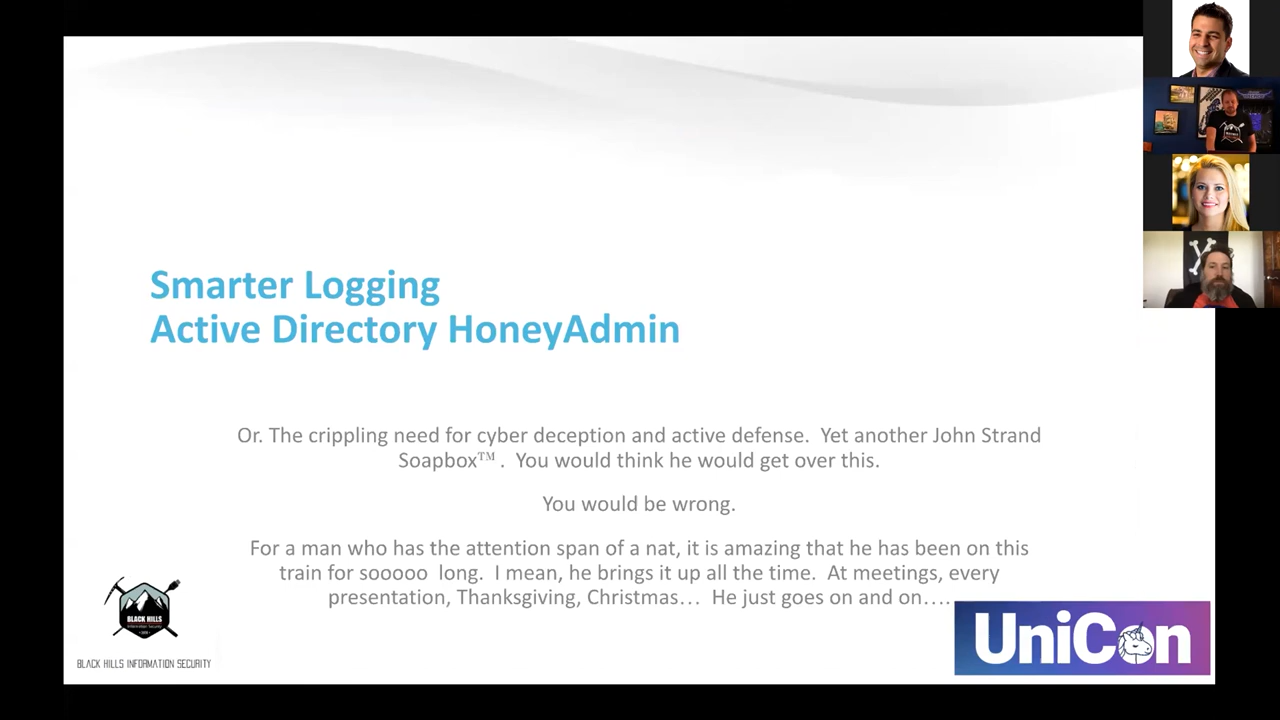 Smarter Logging
Active Directory HoneyAdmin
Or. The crippling need for cyber deception and active defense.  Yet another John Strand
Soapbox™ .  You would think he would get over this.
You would be wrong.
For a man who has the attention span of a nat, it is amazing that he has been on this
train for sooooo  long.  I mean, he brings it up all the time.  At meetings, every
presentation, Thanksgiving, Christmas…  He just goes on and on….
BLACK HILLS
BLACK HILLS INFORMATION SECURITY
UniCon